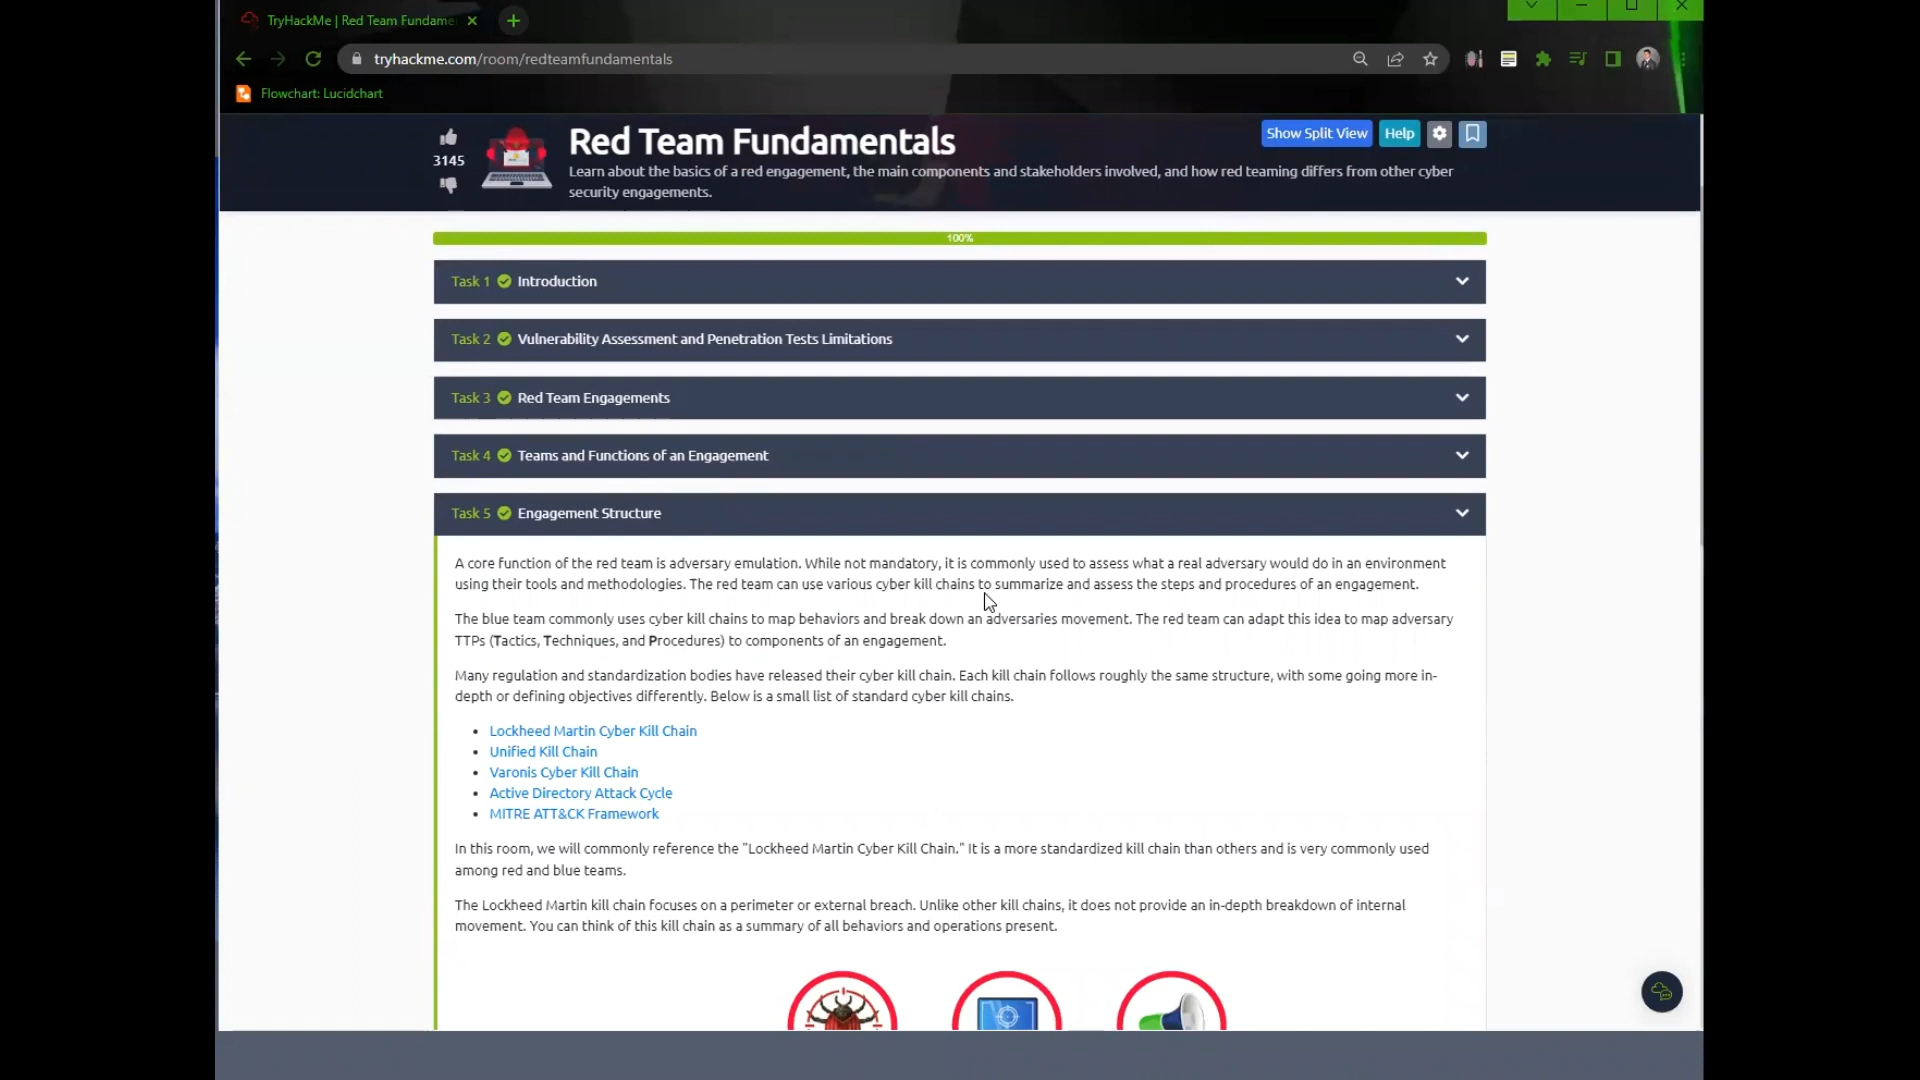 TryHackMe | Red Team Fundame
tryhackme.com/room/redteamfundamentals
Flowchart: Lucidchart
3145
Red Team Fundamentals
Learn about the basics of a red engagement, the main components and stakeholders involved, and how red teaming differs from other cyber
security engagements.
Show Split View
Help
100%
Task 1 Introduction
Task 2 Vulnerability Assessment and Penetration Tests Limitations
Task 3 Red Team Engagements
Task 4 Teams and Functions of an Engagement
Task 5 Engagement Structure
A core function of the red team is adversary emulation. While not mandatory, it is commonly used to assess what a real adversary would do in an environment
using their tools and methodologies. The red team can use various cyber kill chains to summarize and assess the steps and procedures of an engagement.
The blue team commonly uses cyber kill chains to map behaviors and break down an adversaries movement. The red team can adapt this idea to map adversary
TTPs (Tactics, Techniques, and Procedures) to components of an engagement.
Many regulation and standardization bodies have released their cyber kill chain. Each kill chain follows roughly the same structure, with some going more in-
depth or defining objectives differently. Below is a small list of standard cyber kill chains.
• Lockheed Martin Cyber Kill Chain
• Unified Kill Chain
• Varonis Cyber Kill Chain
• Active Directory Attack Cycle
• MITRE ATT&CK Framework
In this room, we will commonly reference the "Lockheed Martin Cyber Kill Chain." It is a more standardized kill chain than others and is very commonly used
among red and blue teams.
The Lockheed Martin kill chain focuses on a perimeter or external breach. Unlike other kill chains, it does not provide an in-depth breakdown of internal
movement. You can think of this kill chain as a summary of all behaviors and operations present.